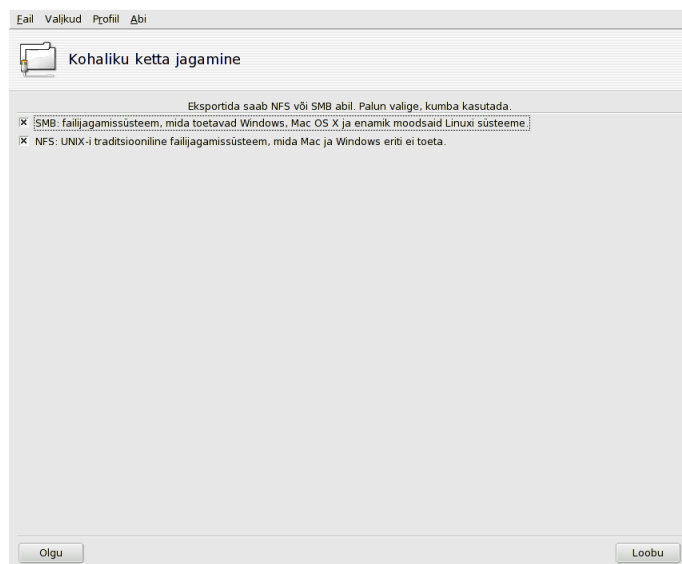 Fail Valikud Profiil Abi
Kohaliku ketta jagamine
Eksportida saab NFS või SMB abil. Palun valige, kumba kasutada.
SMB: failijagamissüsteem, mida toetavad Windows, Mac OS X ja enamik moodsaid Linuxi süsteeme.
NFS: UNIX-i traditsiooniline failijagamissüsteem, mida Mac ja Windows eriti ei toeta.
Olgu Loobu